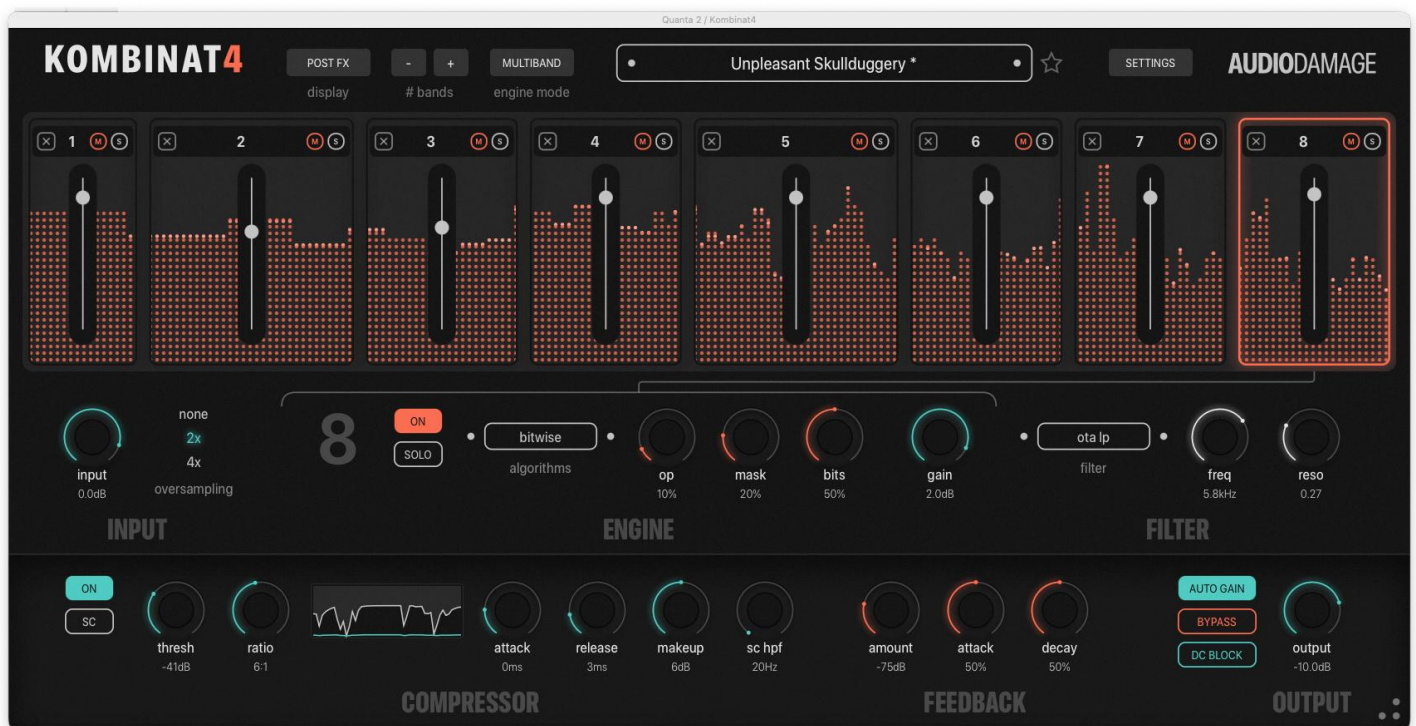 Quanta 2 / Kombinat4
KOMBINAT4
POST FX
- +
MULTIBAND
Unpleasant Skullduggery *
SETTINGS
AUDIODAMAGE
display
# bands
engine mode
1 M S
2 M S
3 M S
4 M S
5 M S
6 M S
7 M S
8 M S
input
0.0dB
none
2x
4x
oversampling
INPUT
8
ON
SOLO
bitwise
algorithms
op
10%
mask
20%
bits
50%
gain
2.0dB
ENGINE
ota lp
filter
freq
5.8kHz
reso
0.27
FILTER
ON
SC
thresh
-41dB
ratio
6:1
attack
0ms
release
3ms
makeup
6dB
sc hpf
20Hz
COMPRESSOR
amount
-75dB
attack
50%
decay
50%
FEEDBACK
AUTO GAIN
BYPASS
DC BLOCK
output
-10.0dB
OUTPUT